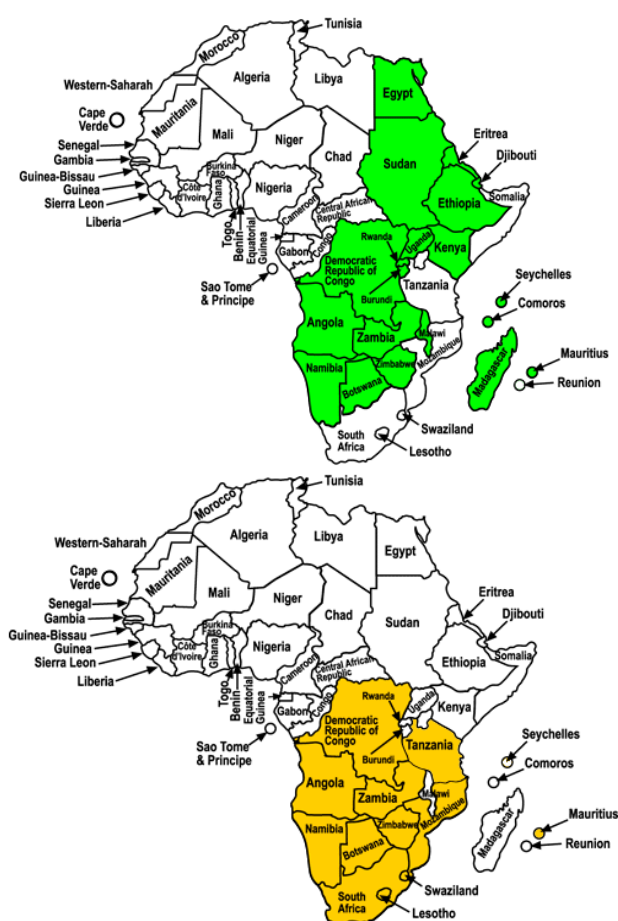 Tunisia
Morocco
Algeria
Libya
Egypt
Western-Saharah
Cape
Verde
Mauritania
Mali
Niger
Chad
Sudan
Eritrea
Djibouti
Senegal
Gambia
Guinea-Bissau
Guinea
Sierra Leon
Liberia
Burkina
Faso
Côte
d'Ivoire
Ghana
Togo
Benin
Equatorial
Guinea
Nigeria
Cameroon
Central African
Republic
Ethiopia
Somalia
Sao Tome
& Principe
Gabon
Congo
Democratic
Republic of
Congo
Rwanda
Uganda
Kenya
Burundi
Tanzania
Seychelles
Comoros
Angola
Zambia
Malawi
Mozambique
Namibia
Botswana
Zimbabwe
Madagascar
Mauritius
Reunion
South
Africa
Swaziland
Lesotho
Tunisia
Morocco
Algeria
Libya
Egypt
Western-Saharah
Cape
Verde
Mauritania
Mali
Niger
Chad
Sudan
Eritrea
Djibouti
Senegal
Gambia
Guinea-Bissau
Guinea
Sierra Leon
Liberia
Burkina
Faso
Côte
d'Ivoire
Ghana
Togo
Benin
Equatorial
Guinea
Nigeria
Cameroon
Central African
Republic
Ethiopia
Somalia
Sao Tome
& Principe
Gabon
Congo
Democratic
Republic of
Congo
Rwanda
Uganda
Kenya
Burundi
Tanzania
Seychelles
Comoros
Angola
Zambia
Malawi
Mozambique
Namibia
Botswana
Zimbabwe
Madagascar
Mauritius
Reunion
South
Africa
Swaziland
Lesotho